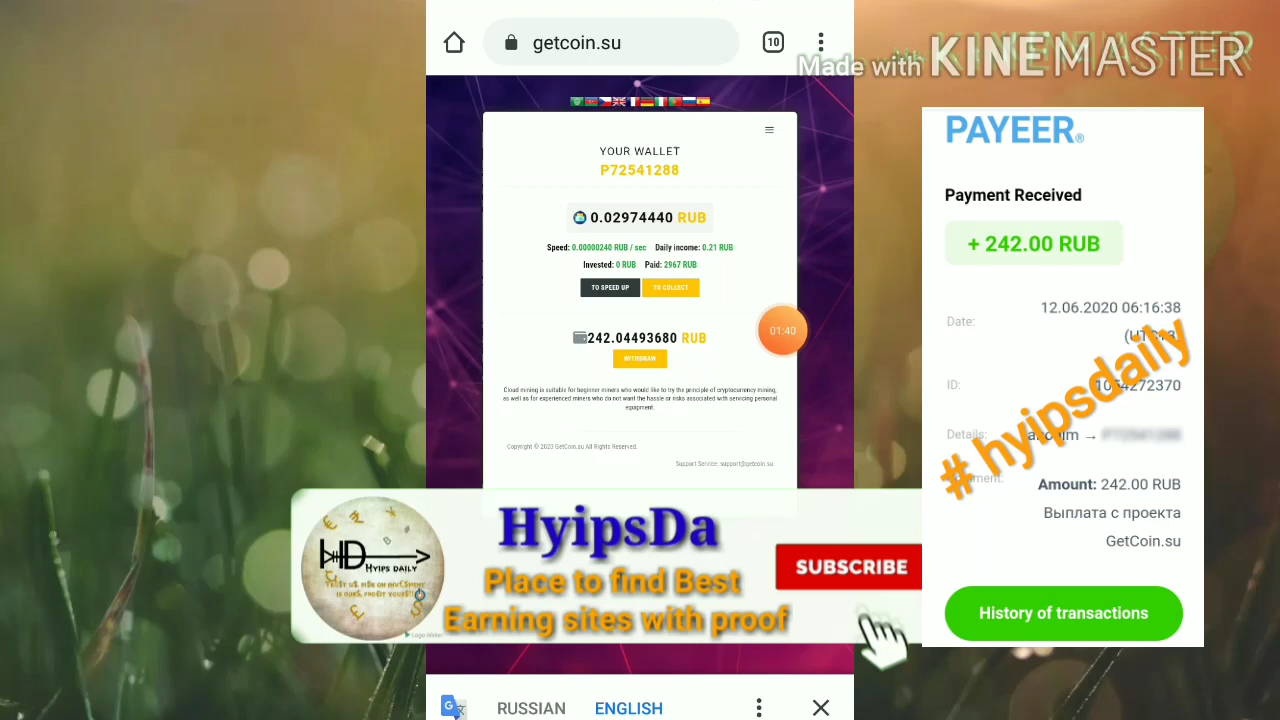 getcoin.su
10
Made with KINEMASTER
YOUR WALLET
P72541288
0.02974440 RUB
Speed: 0.00000240 RUB / sec Daily income: 0.21 RUB
Invested: 0 RUB Paid: 2967 RUB
TO SPEED UP TO COLLECT
242.04493680 RUB
WITHDRAW
01:40
Cloud mining is suitable for beginner miners who would like to try the principle of cryptocurrency mining,
as well as for experienced miners who do not want the hassle or risks associated with servicing personal
equipment.
Copyright © 2020 GetCoin.su All Rights Reserved.
Support Service: support@getcoin.su
PAYEER®
Payment Received
+ 242.00 RUB
Date: 12.06.2020 06:16:38
ID: 1054272370
Details: →
Amount: 242.00 RUB
Выплата с проекта
GetCoin.su
History of transactions
# hyipsdaily
HD
HYIPS DAILY
HyipsDa
Place to find Best
Earning sites with proof
SUBSCRIBE
RUSSIAN ENGLISH